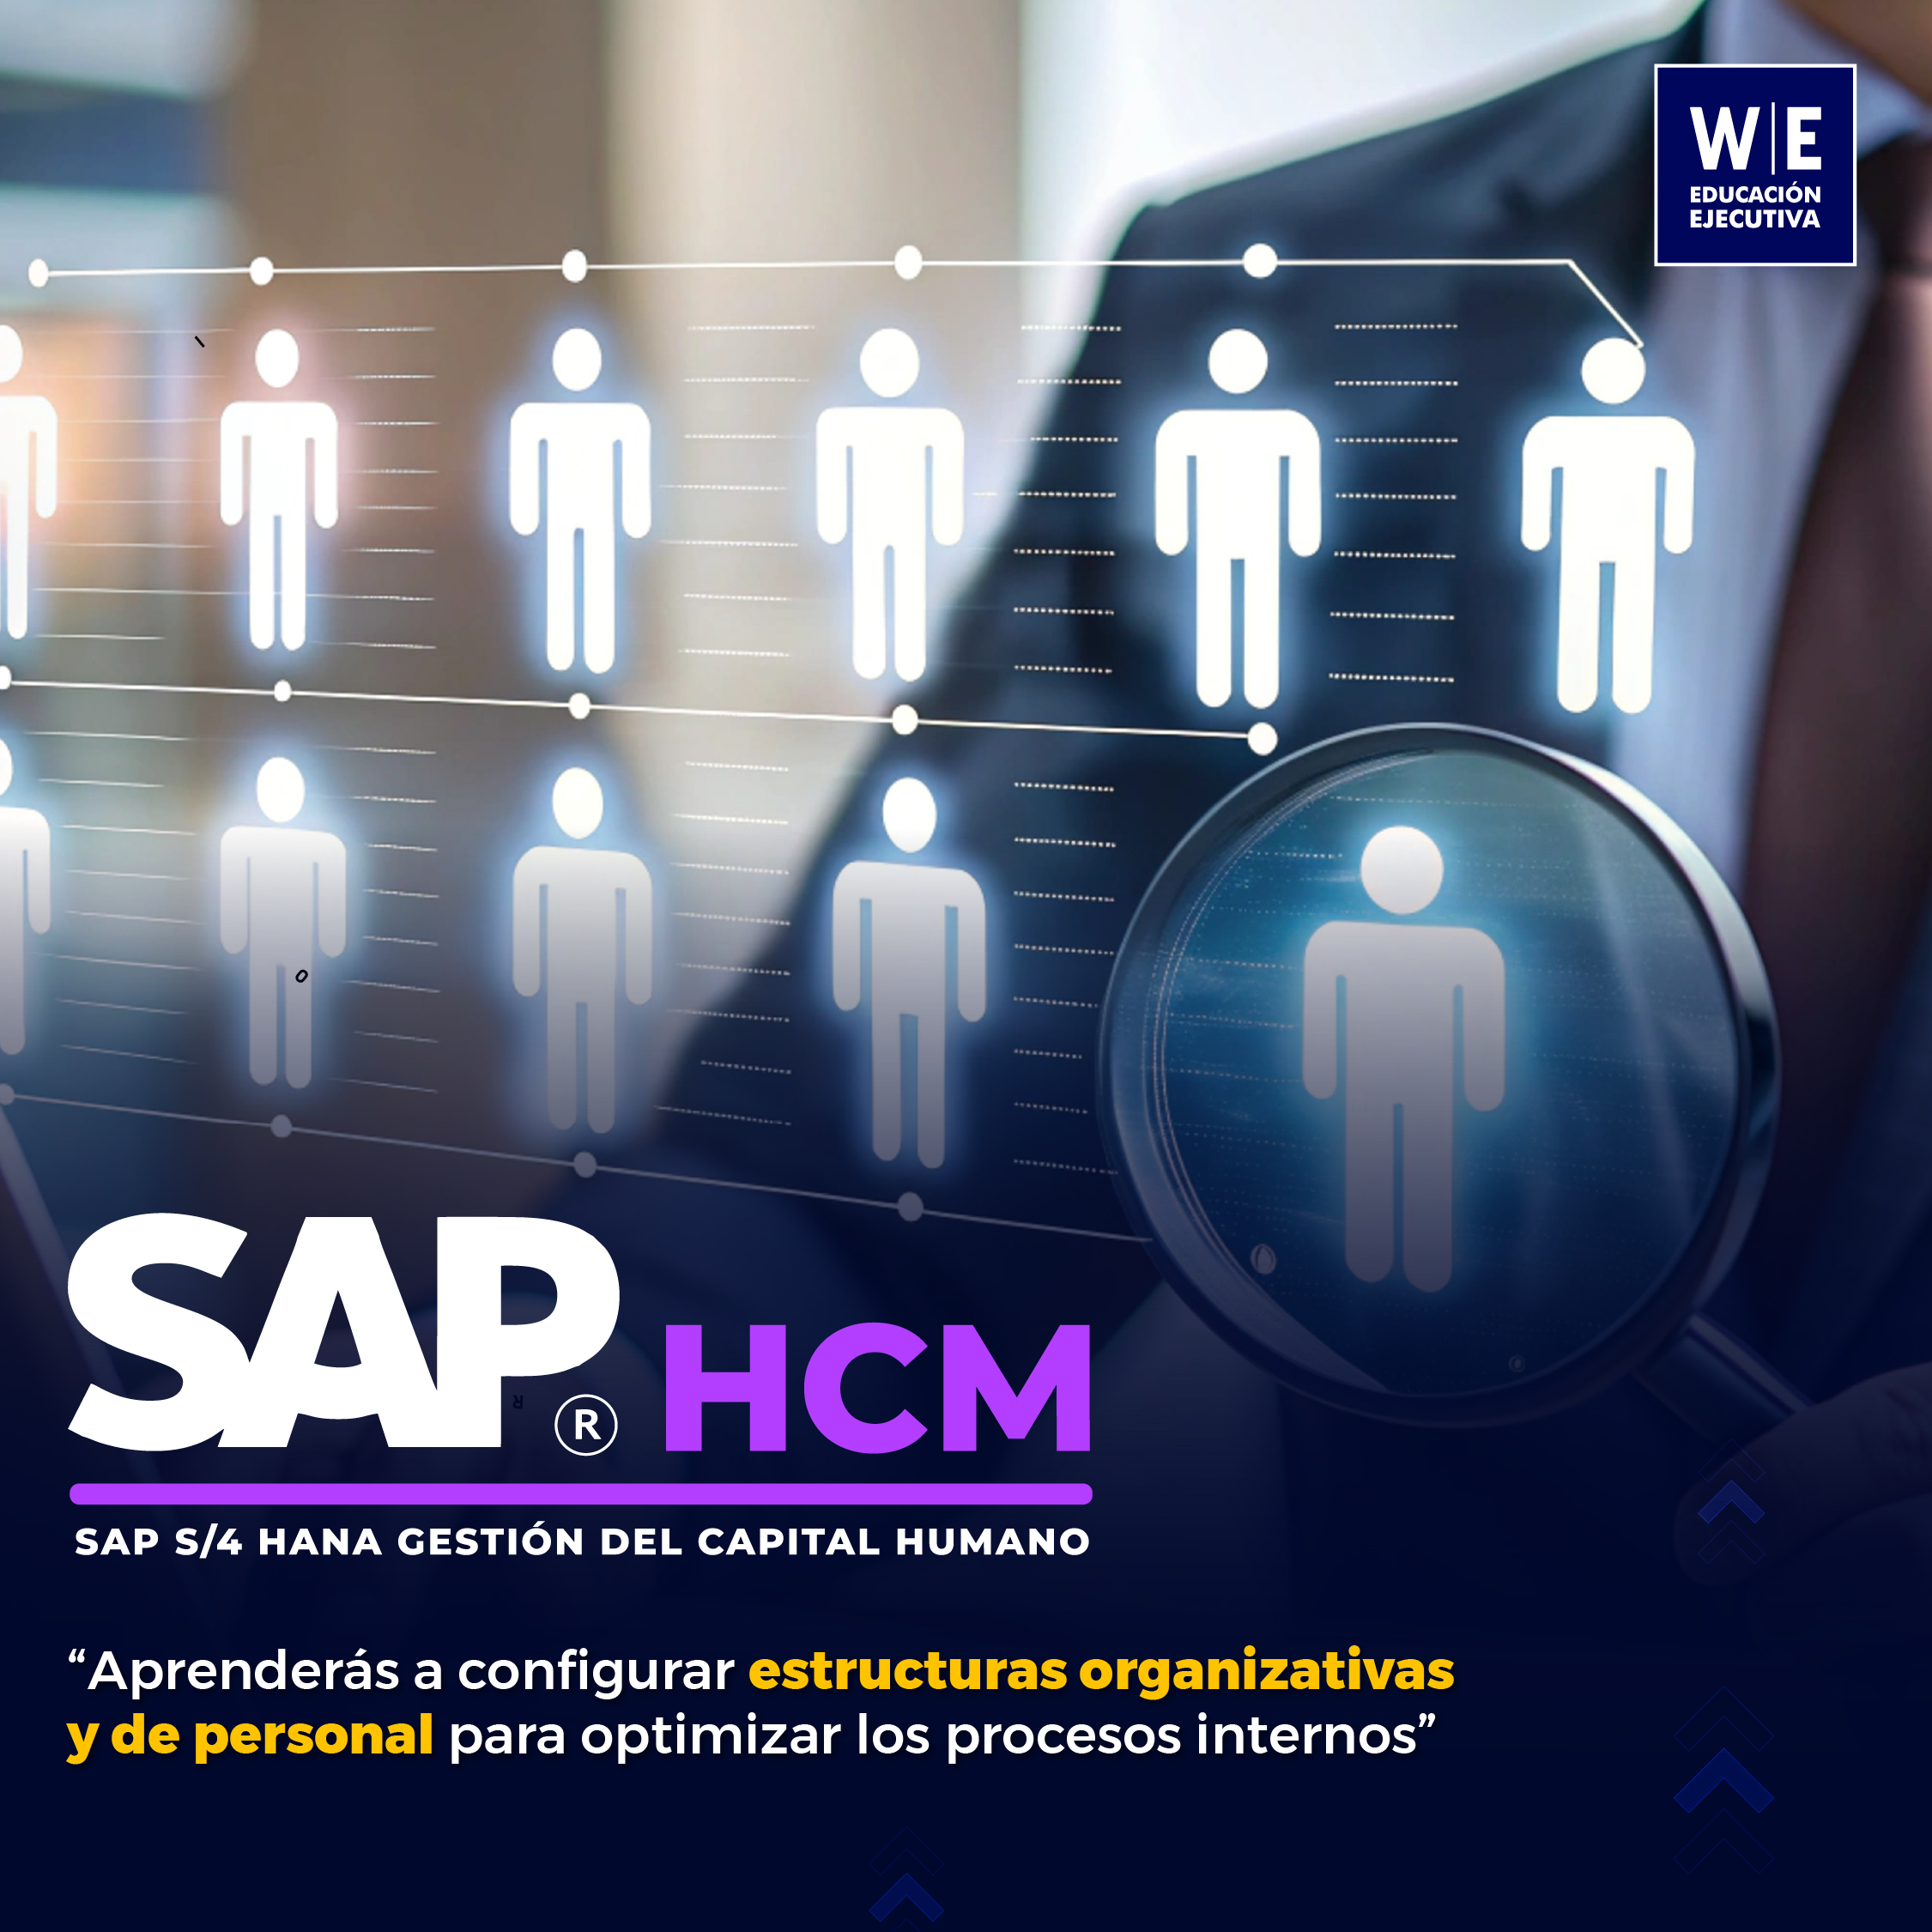 W|E
EDUCACIÓN
EJECUTIVA
SAP® HCM
SAP S/4 HANA GESTIÓN DEL CAPITAL HUMANO
“Aprenderás a configurar estructuras organizativas
y de personal para optimizar los procesos internos”